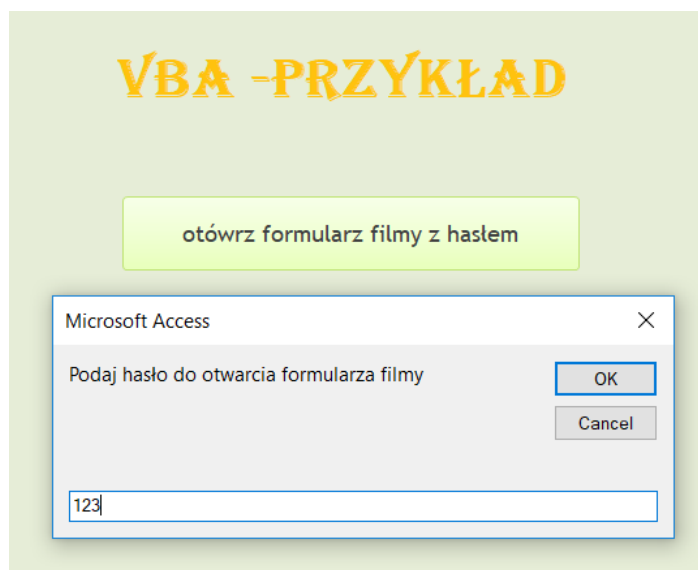 VBA -PRZYKŁAD
otówrz formularz filmy z hasłem
Microsoft Access
Podaj hasło do otwarcia formularza filmy
OK
Cancel
123